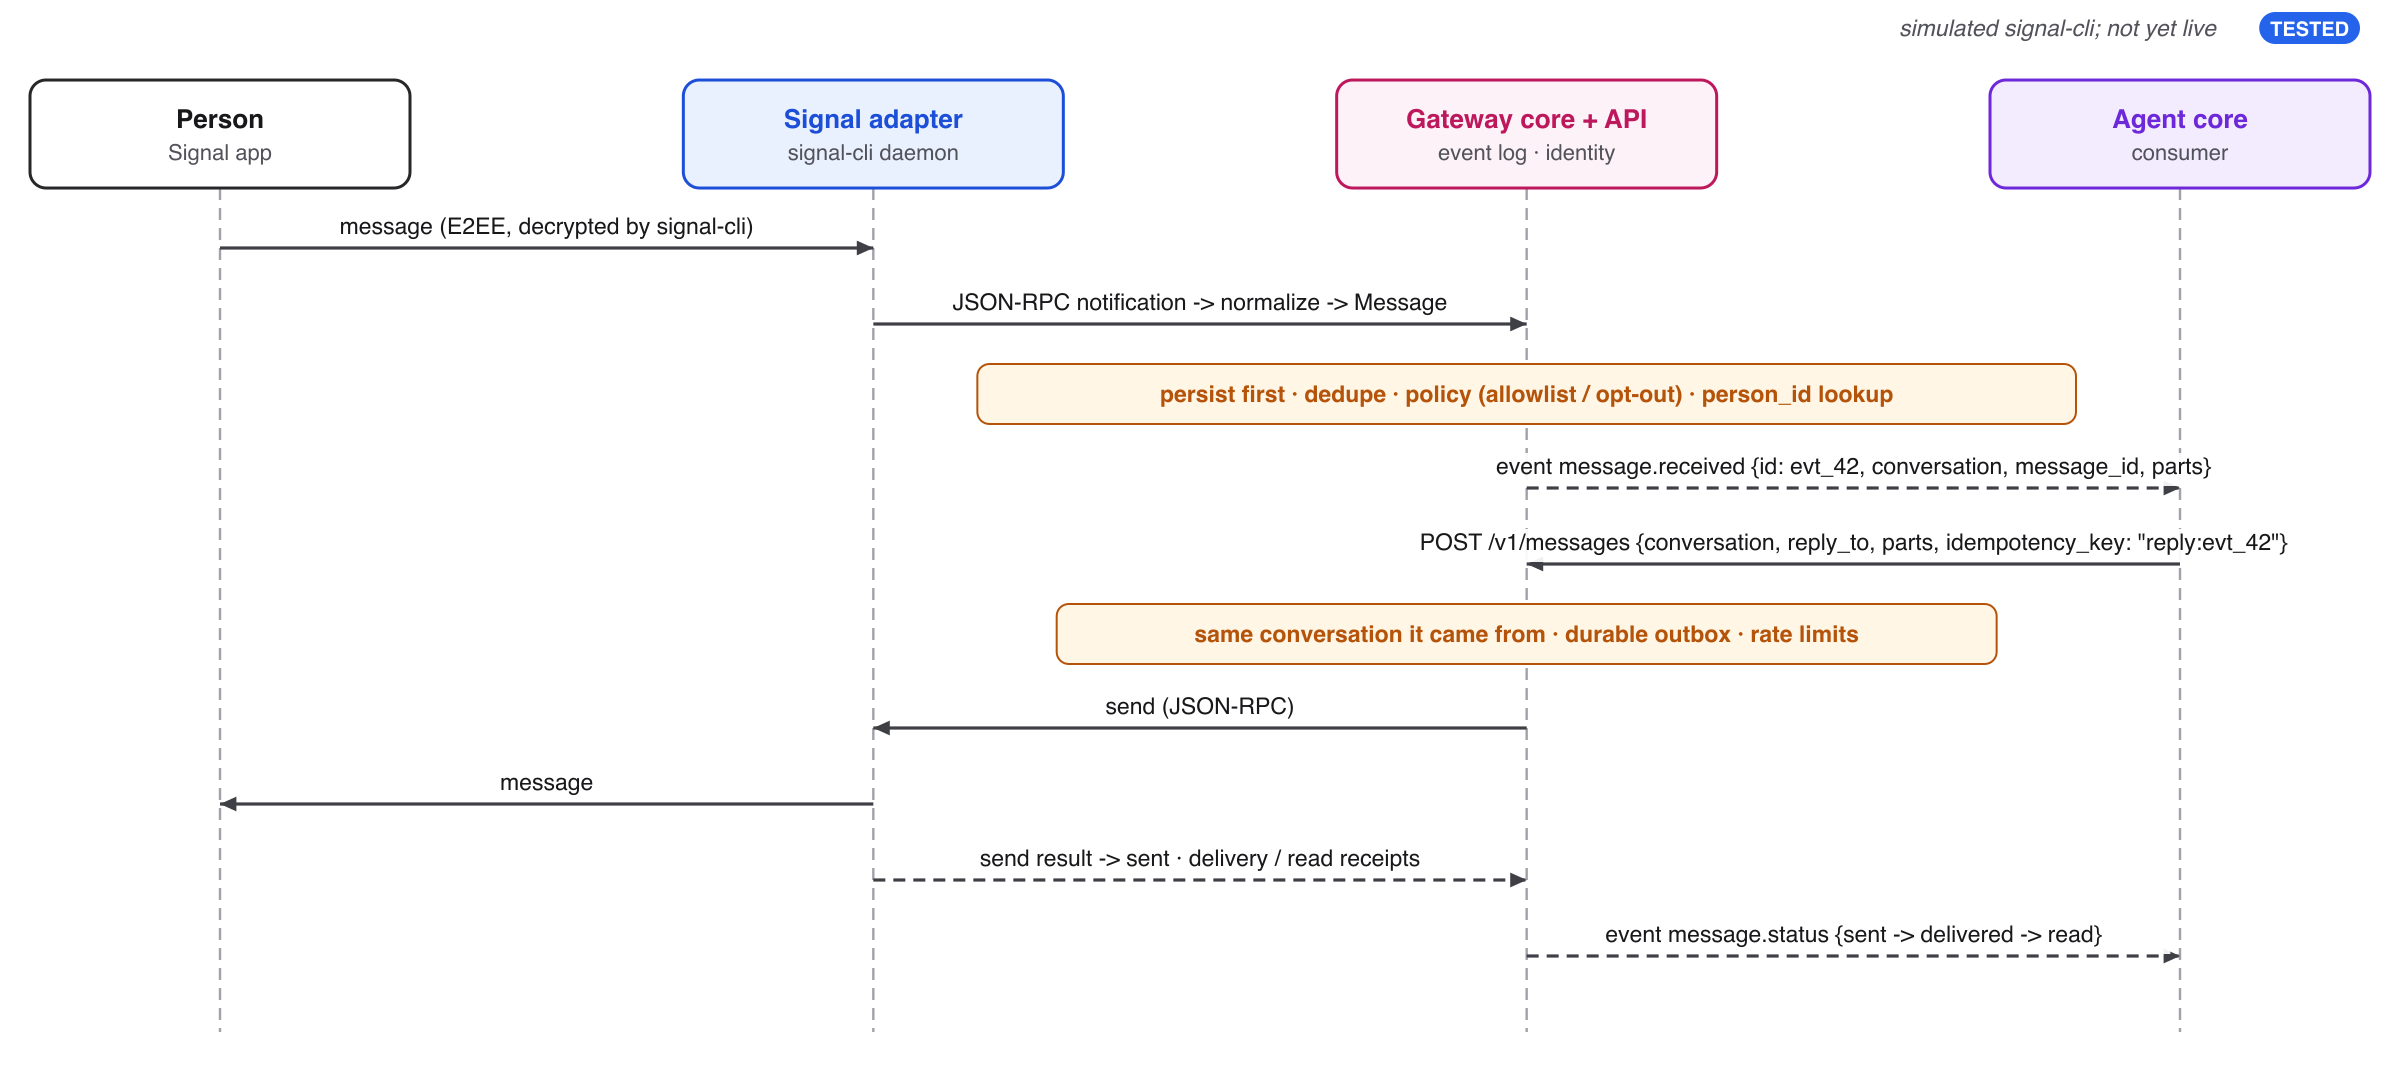 simulated signal-cli; not yet live
TESTED
Person
Signal app
Signal adapter
signal-cli daemon
Gateway core + API
event log · identity
Agent core
consumer
message (E2EE, decrypted by signal-cli)
JSON-RPC notification -> normalize -> Message
persist first · dedupe · policy (allowlist / opt-out) · person_id lookup
event message.received {id: evt_42, conversation, message_id, parts}
POST /v1/messages {conversation, reply_to, parts, idempotency_key: "reply:evt_42"}
same conversation it came from · durable outbox · rate limits
send (JSON-RPC)
message
send result -> sent · delivery / read receipts
event message.status {sent -> delivered -> read}